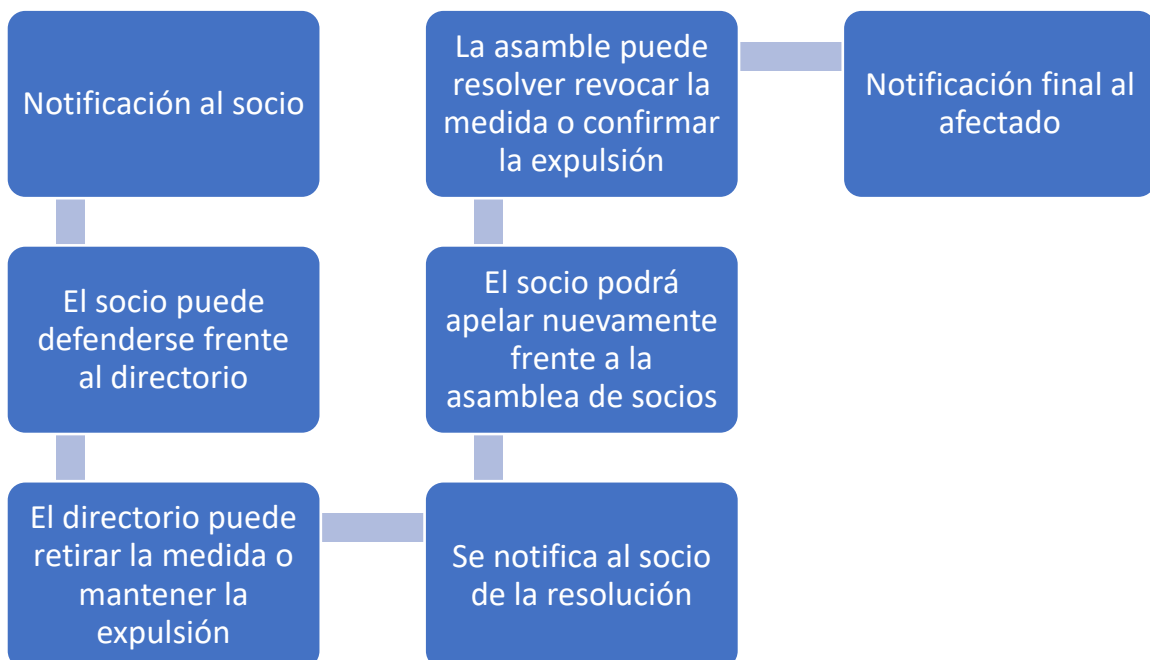 Notificación al socio
El socio puede
defenderse frente
al directorio
El directorio puede
retirar la medida o
mantener la
expulsión
Se notifica al socio
de la resolución
El socio podrá
apelar nuevamente
frente a la
asamblea de socios
La asamble puede
resolver revocar la
medida o confirmar
la expulsión
Notificación final al
afectado